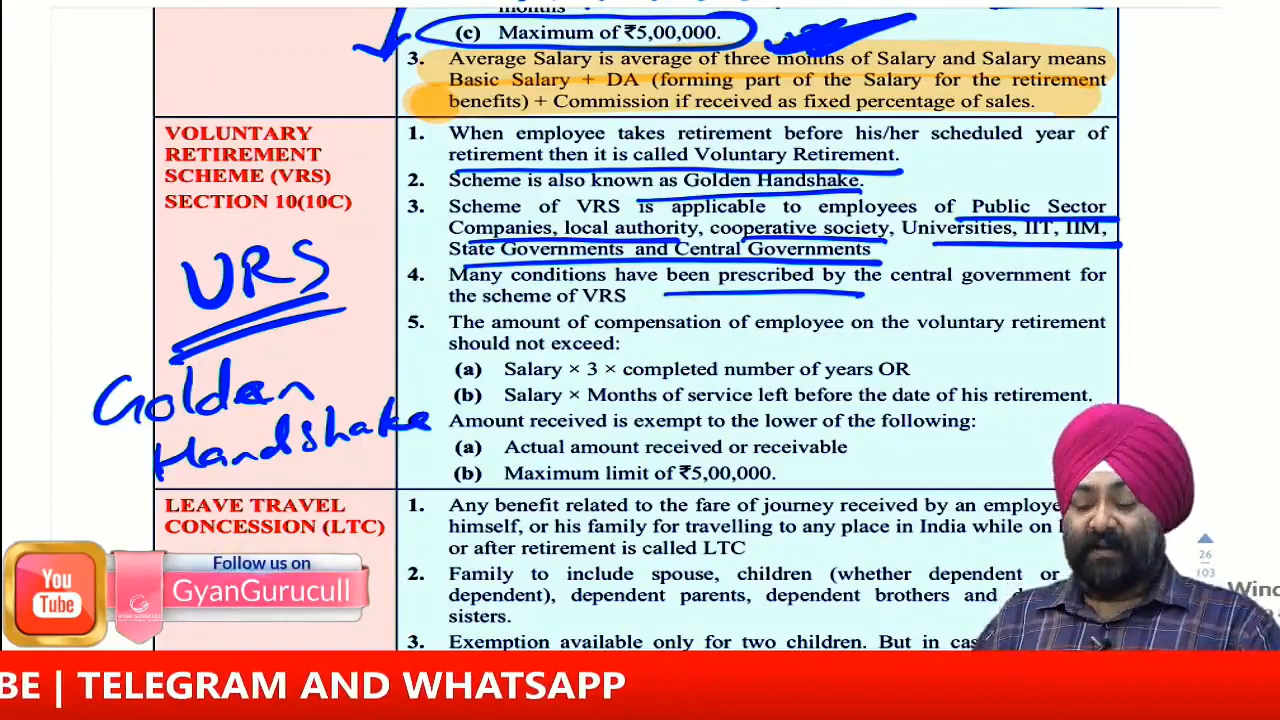 months
(c) Maximum of ₹5,00,000.
3. Average Salary is average of three months of Salary and Salary means
Basic Salary + DA (forming part of the Salary for the retirement
benefits) + Commission if received as fixed percentage of sales.
VOLUNTARY
RETIREMENT
SCHEME (VRS)
SECTION 10(10C)
VRS
Golden
Handshake
1. When employee takes retirement before his/her scheduled year of
retirement then it is called Voluntary Retirement.
2. Scheme is also known as Golden Handshake.
3. Scheme of VRS is applicable to employees of Public Sector
Companies, local authority, cooperative society, Universities, IIT, IIM,
State Governments and Central Governments
4. Many conditions have been prescribed by the central government for
the scheme of VRS
5. The amount of compensation of employee on the voluntary retirement
should not exceed:
(a) Salary × 3 × completed number of years OR
(b) Salary × Months of service left before the date of his retirement.
Amount received is exempt to the lower of the following:
(a) Actual amount received or receivable
(b) Maximum limit of ₹5,00,000.
LEAVE TRAVEL
CONCESSION (LTC)
1. Any benefit related to the fare of journey received by an employe
himself, or his family for travelling to any place in India while on
or after retirement is called LTC
2. Family to include spouse, children (whether dependent or
dependent), dependent parents, dependent brothers and
sisters.
3. Exemption available only for two children. But in cas
You
Tube
Follow us on
GyanGurucull
26
103
Wind
BE | TELEGRAM AND WHATSAPP